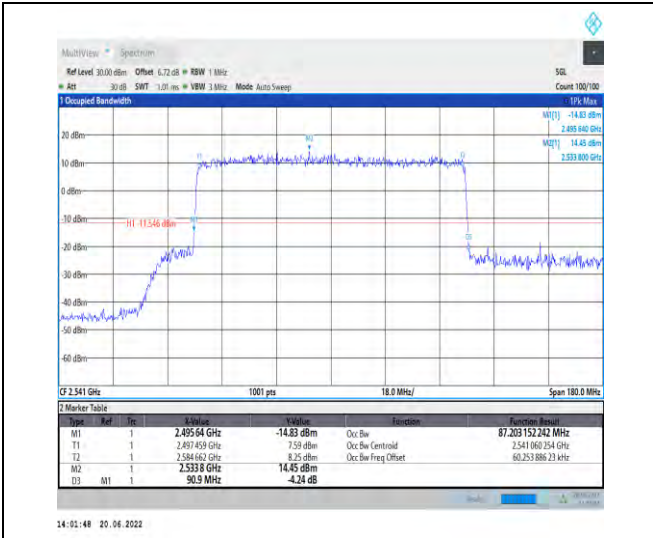 MultiView Spectrum
Ref Level 30.00 dBm Offset 6.72 dB RBW 1 MHz SGL
Att 30 dB SWT 1.01 ms VBW 3 MHz Mode Auto Sweep Count 100/100
1 Occupied Bandwidth 1Pk Max
M1[1] -14.83 dBm
2.495 640 GHz
M2[1] 14.45 dBm
2.533 800 GHz
20 dBm
M2
T1
10 dBm
0 dBm
-10 dBm
H1 -11.546 dBm
M1
D3
-20 dBm
-30 dBm
-40 dBm
-50 dBm
-60 dBm
CF 2.541 GHz 1001 pts 18.0 MHz/ Span 180.0 MHz
2 Marker Table
Type Ref Trc X-Value Y-Value Function Function Result
M1 1 2.495 64 GHz -14.83 dBm Occ Bw 87.203 152 242 MHz
T1 1 2.497 459 GHz 7.59 dBm Occ Bw Centroid 2.541 060 254 GHz
T2 1 2.584 662 GHz 8.25 dBm Occ Bw Freq Offset 60.253 886 23 kHz
M2 1 2.533 8 GHz 14.45 dBm
D3 M1 1 90.9 MHz -4.24 dB
14:01:48 20.06.2022